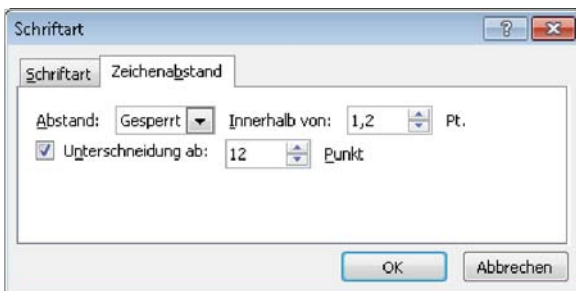 Schriftart
Schriftart Zeichenabstand
Abstand: Gesperrt Innerhalb von: 1,2 Pt.
Unterschneidung ab: 12 Punkt
OK Abbrechen